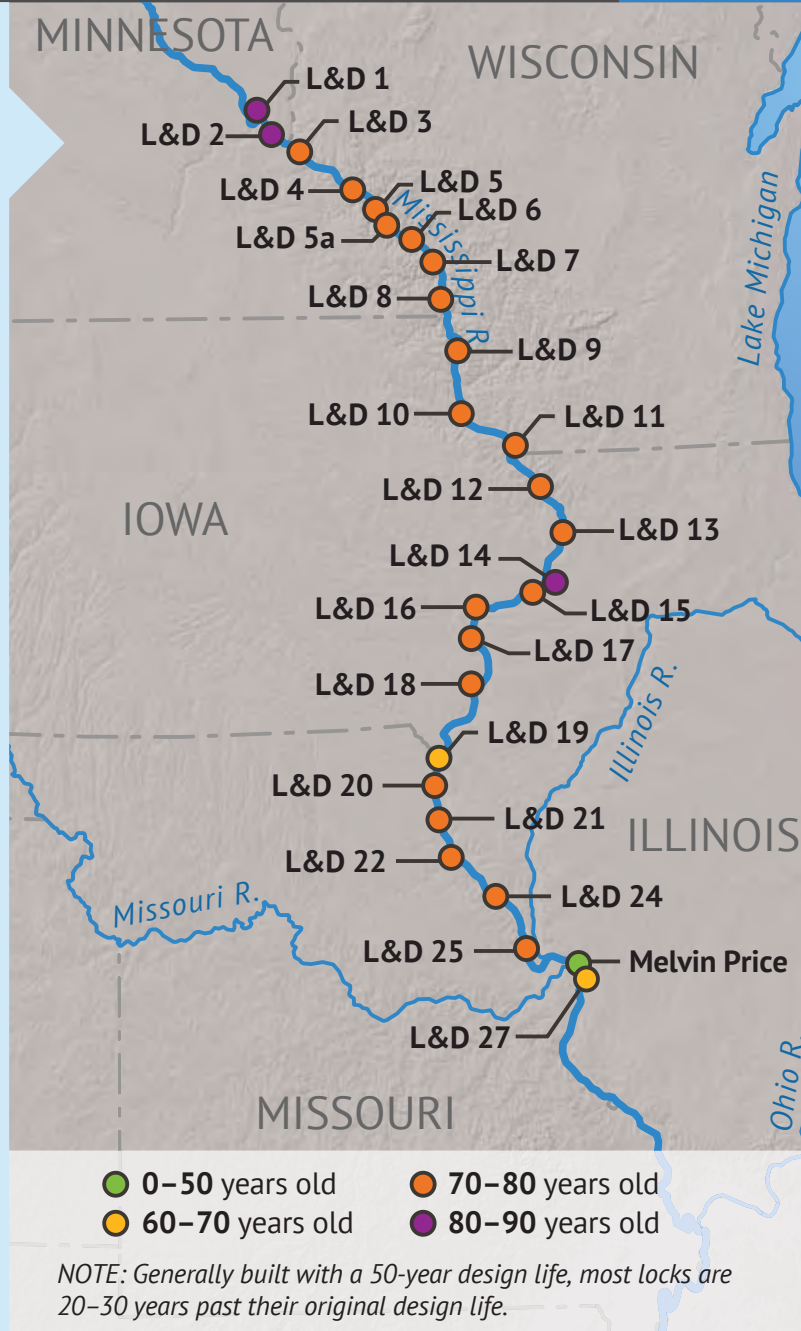 MINNESOTA
WISCONSIN
L&D 1
L&D 2
L&D 3
L&D 4
L&D 5
L&D 5a
L&D 6
Mississippi R.
L&D 7
Lake Michigan
L&D 8
L&D 9
L&D 10
L&D 11
L&D 12
IOWA
L&D 13
L&D 14
L&D 15
L&D 16
L&D 17
L&D 18
Illinois R.
L&D 19
L&D 20
L&D 21
ILLINOIS
L&D 22
L&D 24
Missouri R.
L&D 25
Melvin Price
L&D 27
Ohio R.
MISSOURI
0–50 years old
70–80 years old
60–70 years old
80–90 years old
NOTE: Generally built with a 50-year design life, most locks are
20–30 years past their original design life.